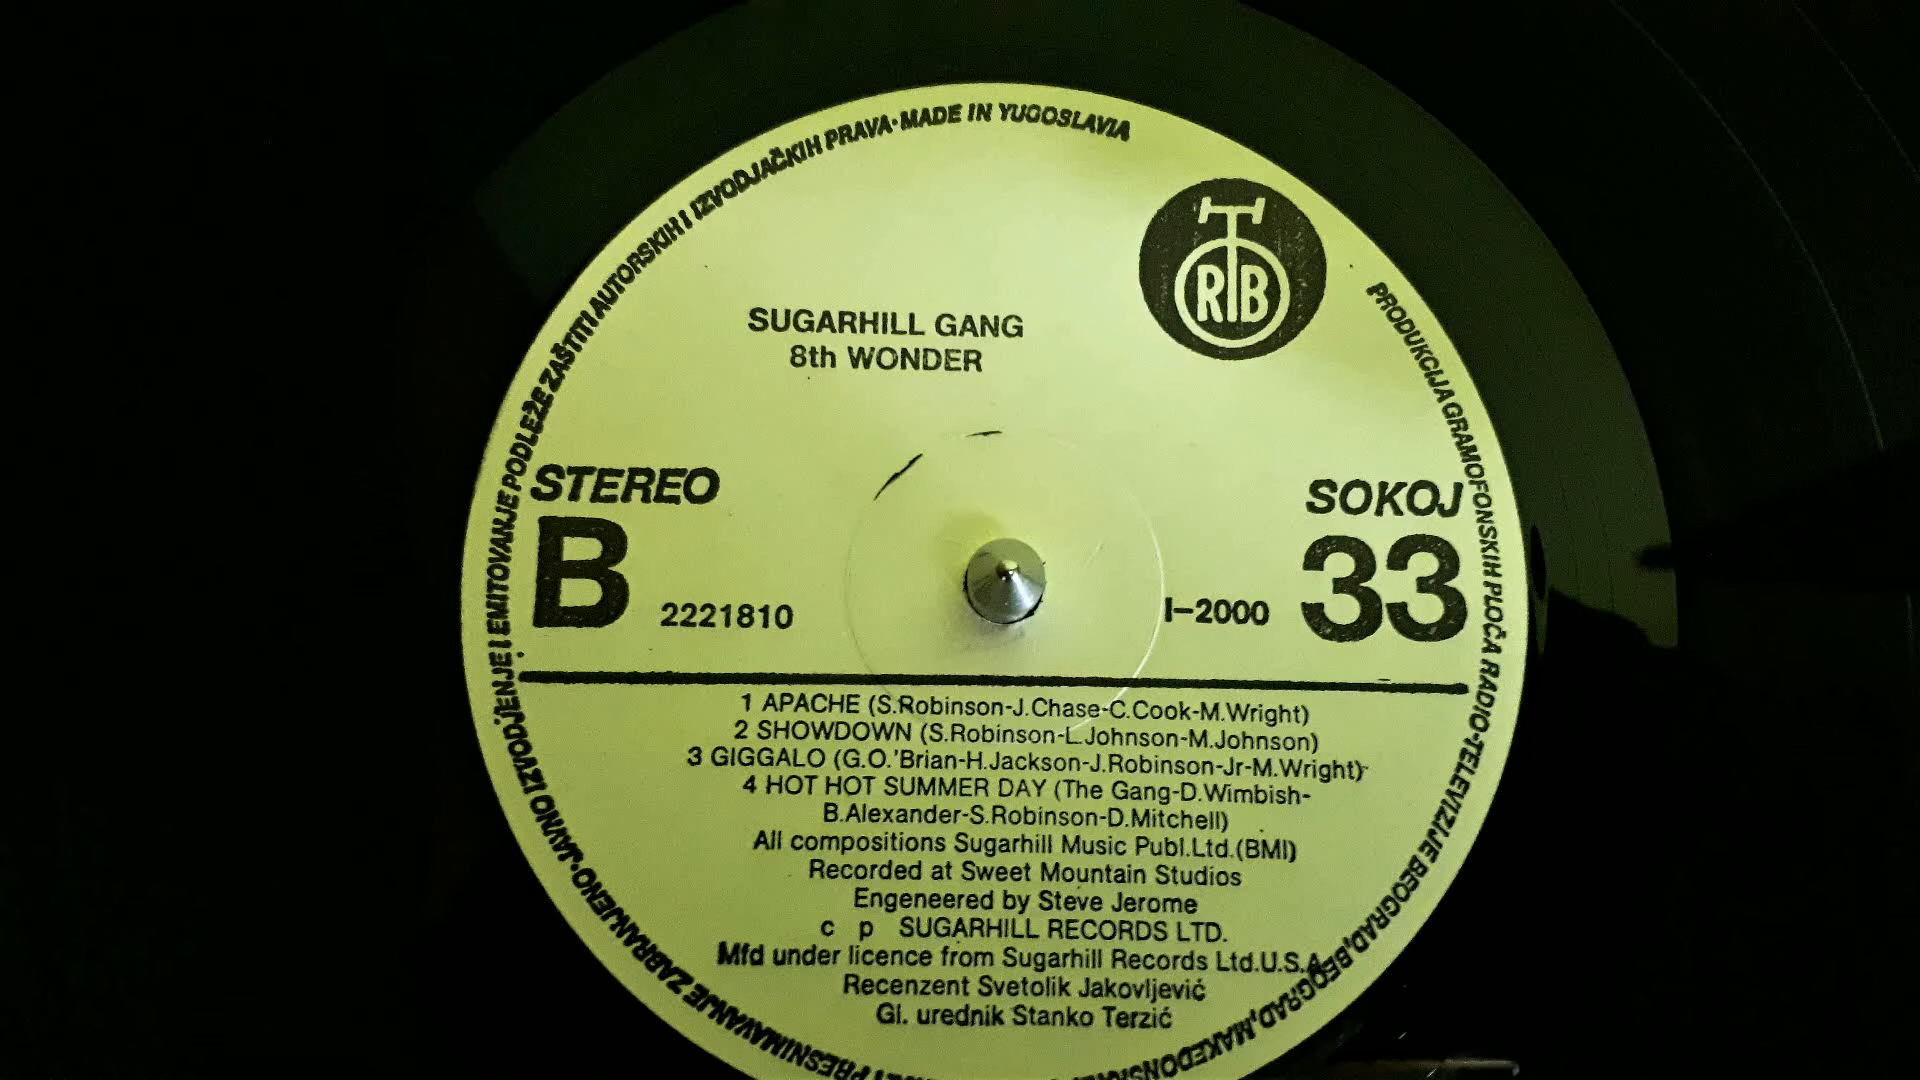 AUTORSKIH I IZVODJAČKIH PRAVA•MADE IN YUGOSLAVIA
JAVNO IZVODJENJE I EMITOVANJE PODLEŽE ZAŠTITI
PRESNIMAVANJE ZABRANJENO•
PRODUKCIJA GRAMOFONSKIH PLOČA RADIO-TELEVIZIJE BEOGRAD, BEOGRAD,
RTB
SUGARHILL GANG
8th WONDER
STEREO
SOKOJ
B
2221810
I–2000
33
1 APACHE (S.Robinson-J.Chase-C.Cook-M.Wright)
2 SHOWDOWN (S.Robinson-L.Johnson-M.Johnson)
3 GIGGALO (G.O.'Brian-H.Jackson-J.Robinson-Jr-M.Wright)
4 HOT HOT SUMMER DAY (The Gang-D.Wimbish-
B.Alexander-S.Robinson-D.Mitchell)
All compositions Sugarhill Music Publ.Ltd.(BMI)
Recorded at Sweet Mountain Studios
Engeneered by Steve Jerome
c p SUGARHILL RECORDS LTD.
Mfd under licence from Sugarhill Records Ltd.U.S.A.
Recenzent Svetolik Jakovljević
Gl. urednik Stanko Terzić